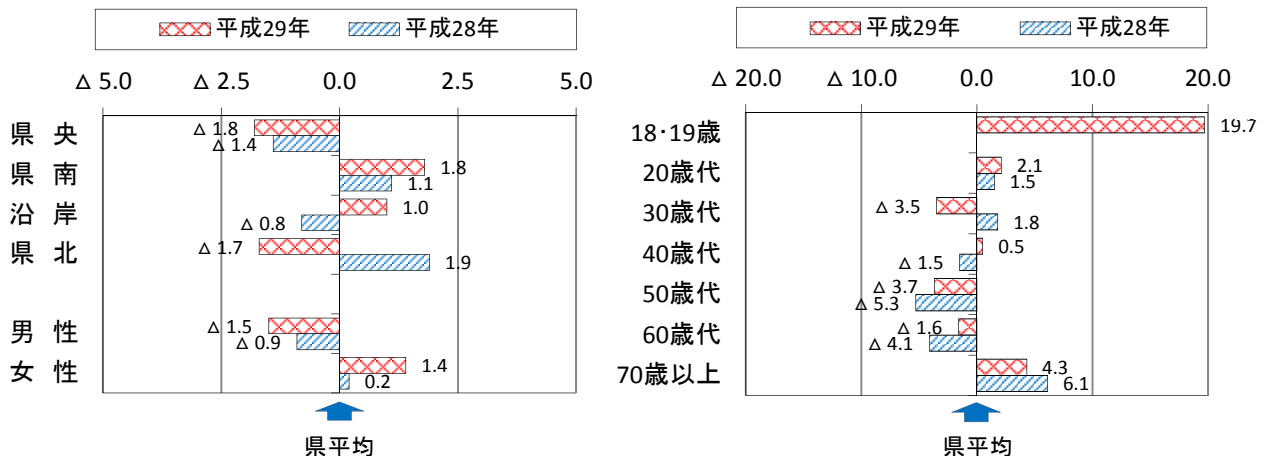 平成29年 平成28年
△ 5.0 △ 2.5 0.0 2.5 5.0
県 央 △ 1.8
△ 1.4
県 南 1.8
1.1
沿 岸 1.0
△ 0.8
県 北 △ 1.7
1.9
男 性 △ 1.5
△ 0.9
女 性 1.4
0.2
県平均
平成29年 平成28年
△ 20.0 △ 10.0 0.0 10.0 20.0
18･19歳 19.7
20歳代 2.1
1.5
30歳代 △ 3.5
1.8
40歳代 0.5
△ 1.5
50歳代 △ 3.7
△ 5.3
60歳代 △ 1.6
△ 4.1
70歳以上 4.3
6.1
県平均